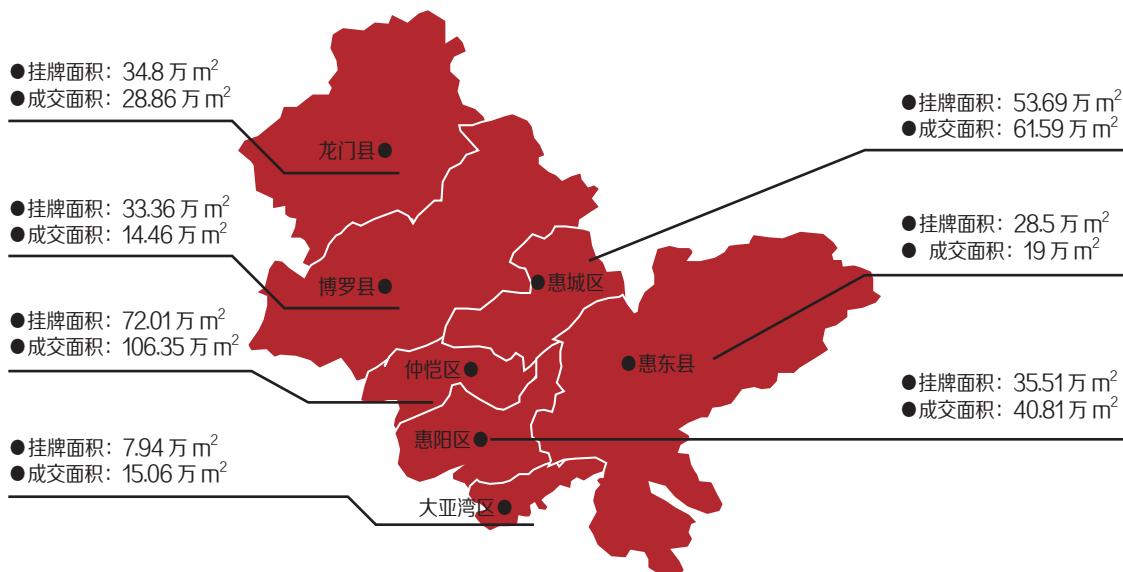 ●挂牌面积：34.8 万 m²
●成交面积：28.86 万 m²
龙门县●
●挂牌面积：33.36 万 m²
●成交面积：14.46 万 m²
博罗县●
●挂牌面积：72.01 万 m²
●成交面积：106.35 万 m²
仲恺区●
●挂牌面积：7.94 万 m²
●成交面积：15.06 万 m²
大亚湾区●
●挂牌面积：53.69 万 m²
●成交面积：61.59 万 m²
●惠城区
●挂牌面积：28.5 万 m²
● 成交面积：19 万 m²
●惠东县
●挂牌面积：35.51 万 m²
●成交面积：40.81 万 m²
惠阳区●